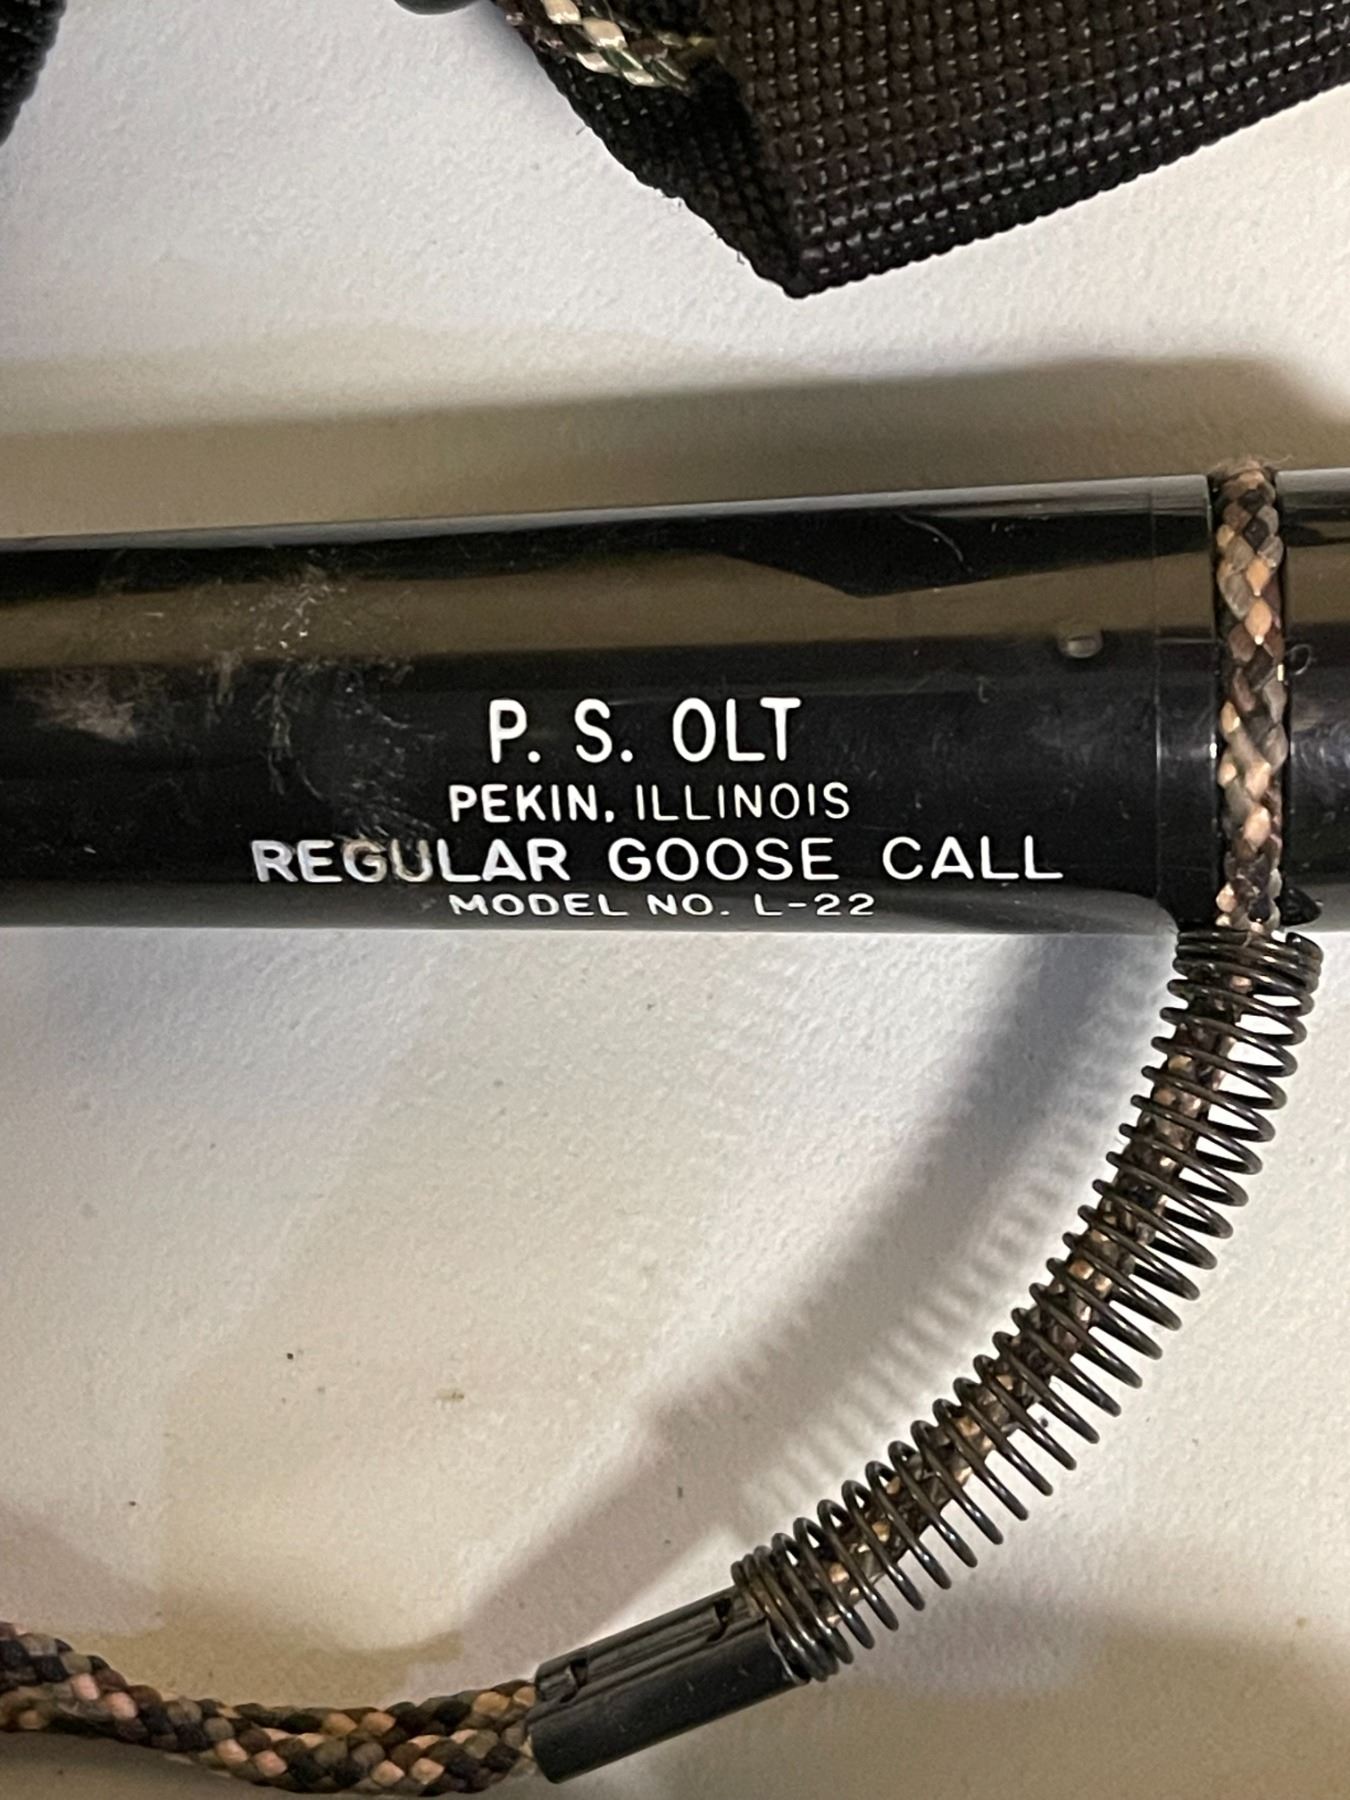 P. S. OLT
PEKIN, ILLINOIS
REGULAR GOOSE CALL
MODEL NO. L-22